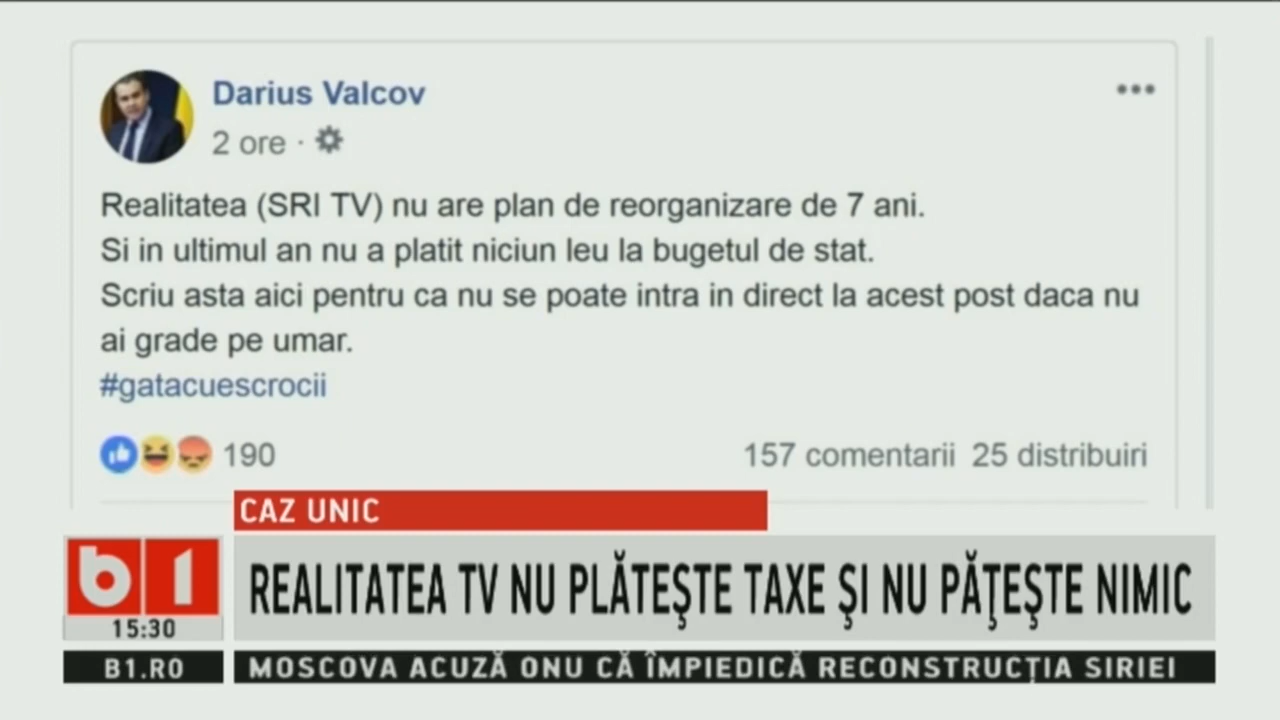 Darius Valcov
2 ore ·
Realitatea (SRI TV) nu are plan de reorganizare de 7 ani.
Si in ultimul an nu a platit niciun leu la bugetul de stat.
Scriu asta aici pentru ca nu se poate intra in direct la acest post daca nu
ai grade pe umar.
#gatacuescrocii
190
157 comentarii 25 distribuiri
CAZ UNIC
b1
REALITATEA TV NU PLĂTEŞTE TAXE ŞI NU PĂŢEŞTE NIMIC
15:30
B1.RO
MOSCOVA ACUZĂ ONU CĂ ÎMPIEDICĂ RECONSTRUCȚIA SIRIEI